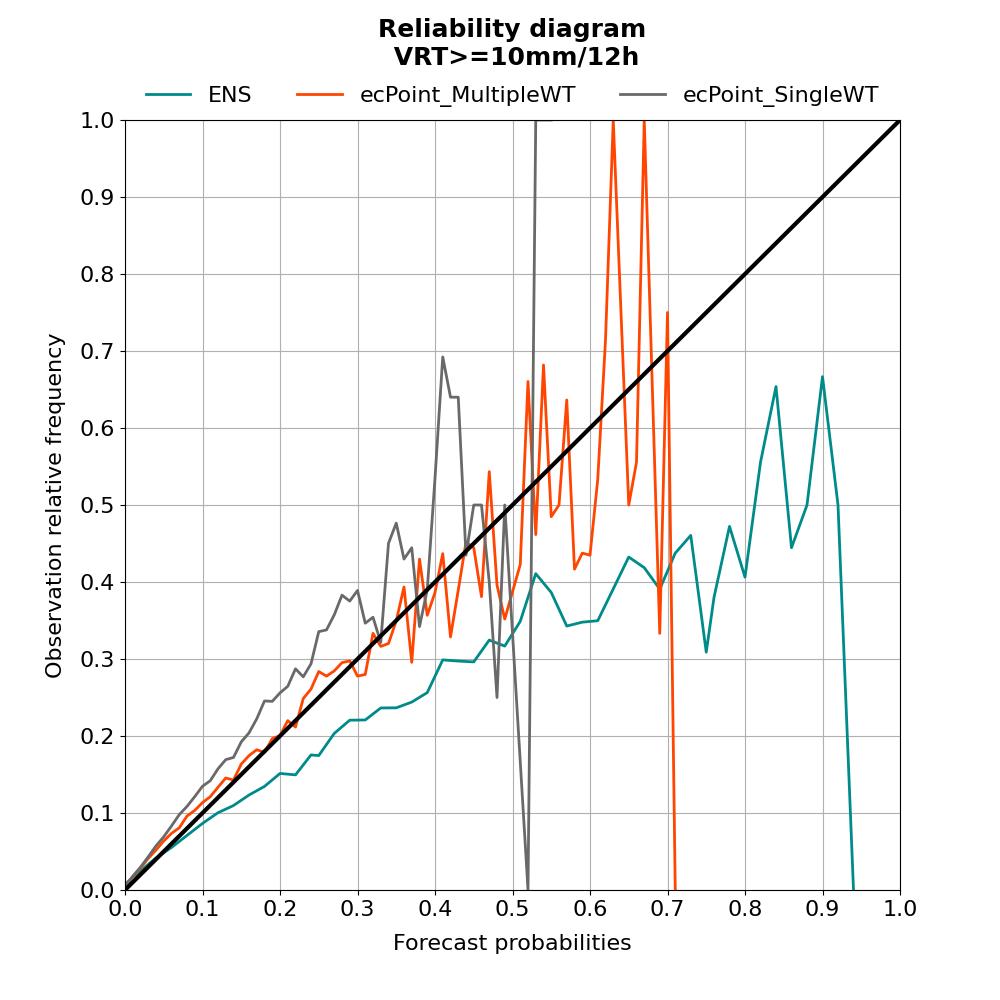 Reliability diagram
VRT>=10mm/12h
ENS ecPoint_MultipleWT ecPoint_SingleWT
1.0
0.9
0.8
0.7
0.6
0.5
0.4
0.3
0.2
0.1
0.0
Observation relative frequency
0.0 0.1 0.2 0.3 0.4 0.5 0.6 0.7 0.8 0.9 1.0
Forecast probabilities